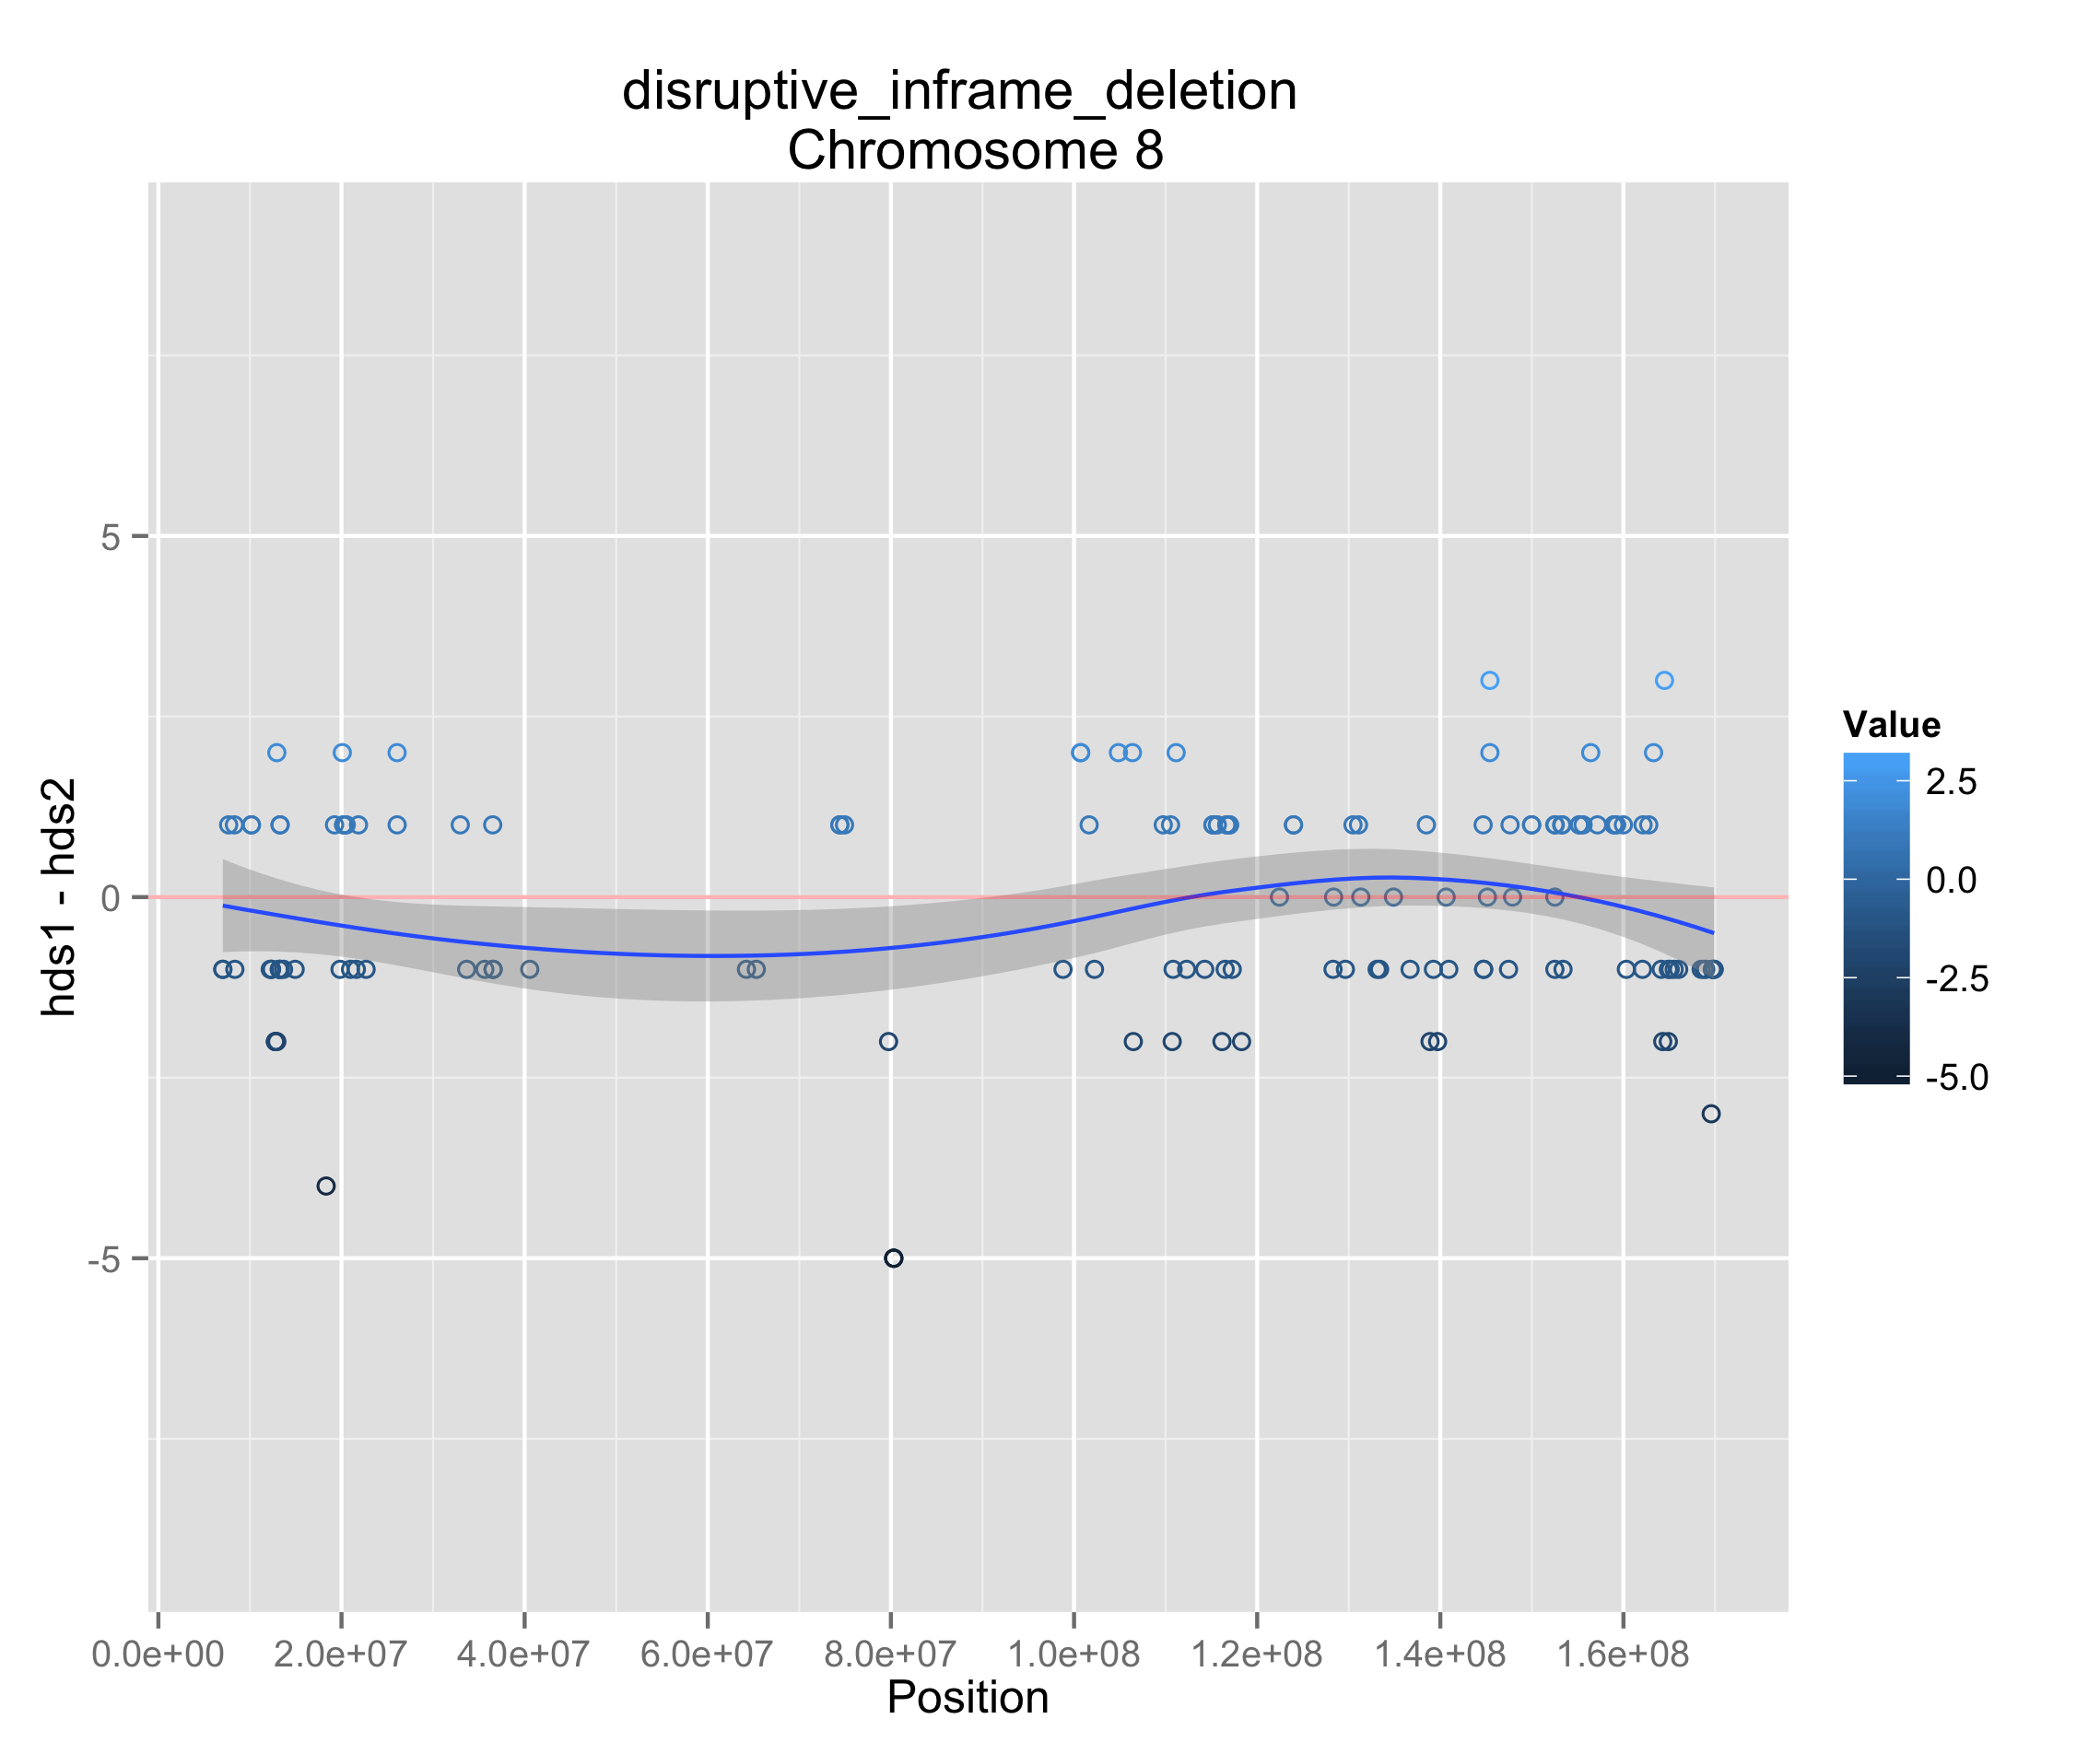 disruptive_inframe_deletion
Chromosome 8
hds1 - hds2
5
0
-5
0.0e+00 2.0e+07 4.0e+07 6.0e+07 8.0e+07 1.0e+08 1.2e+08 1.4e+08 1.6e+08
Position
Value
2.5
0.0
-2.5
-5.0